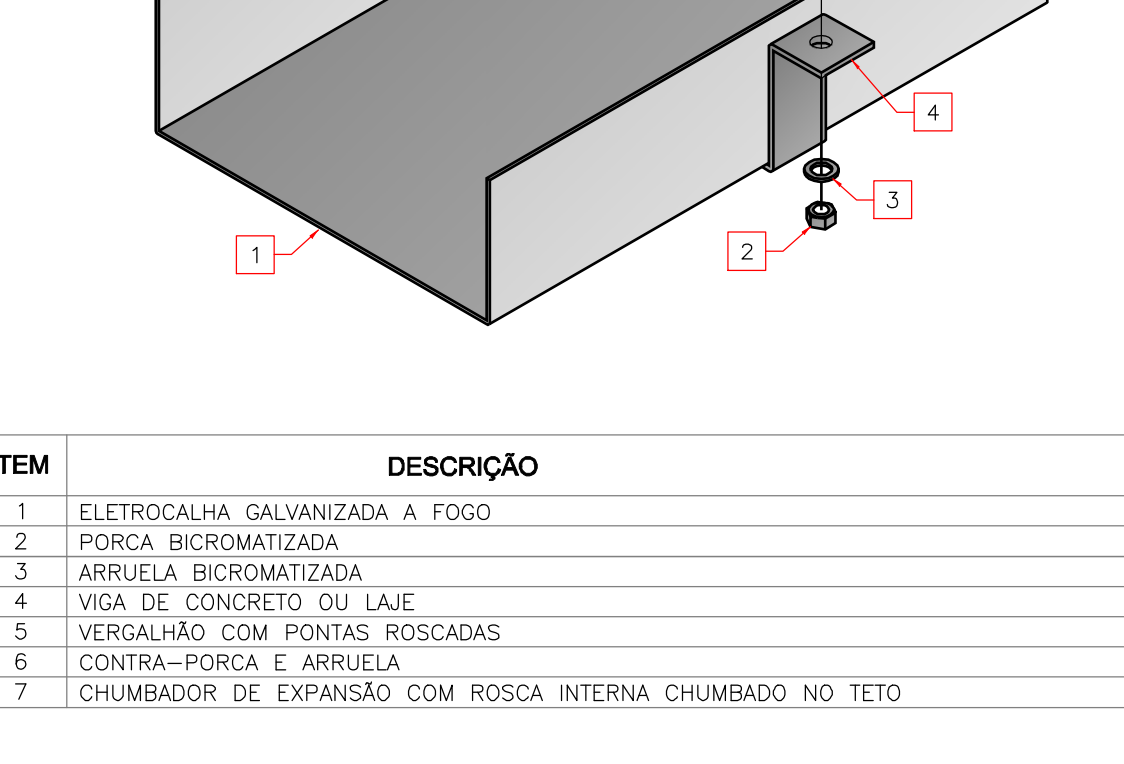 4
3
2
1
TEM DESCRIÇÃO
1 ELETROCALHA GALVANIZADA A FOGO
2 PORCA BICROMATIZADA
3 ARRUELA BICROMATIZADA
4 VIGA DE CONCRETO OU LAJE
5 VERGALHÃO COM PONTAS ROSCADAS
6 CONTRA-PORCA E ARRUELA
7 CHUMBADOR DE EXPANSÃO COM ROSCA INTERNA CHUMBADO NO TETO